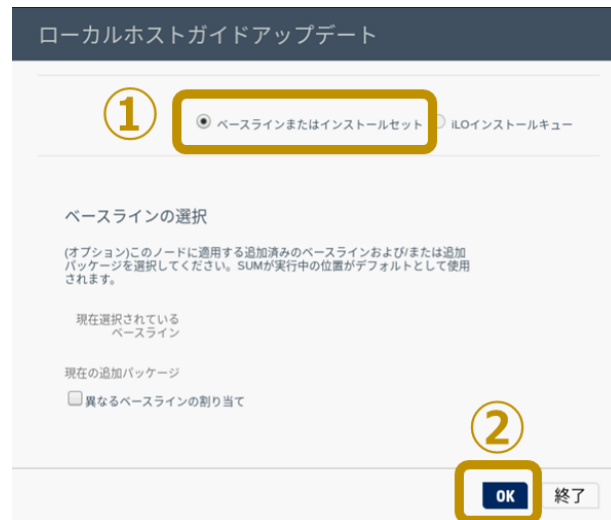 ローカルホストガイドアップデート
①
ベースラインまたはインストールセット iLOインストールキュー
ベースラインの選択
(オプション)このノードに適用する追加済みのベースラインおよび/または追加
パッケージを選択してください。SUMが実行中の位置がデフォルトとして使用
されます。
現在選択されている
ベースライン
現在の追加パッケージ
異なるベースラインの割り当て
②
OK 終了